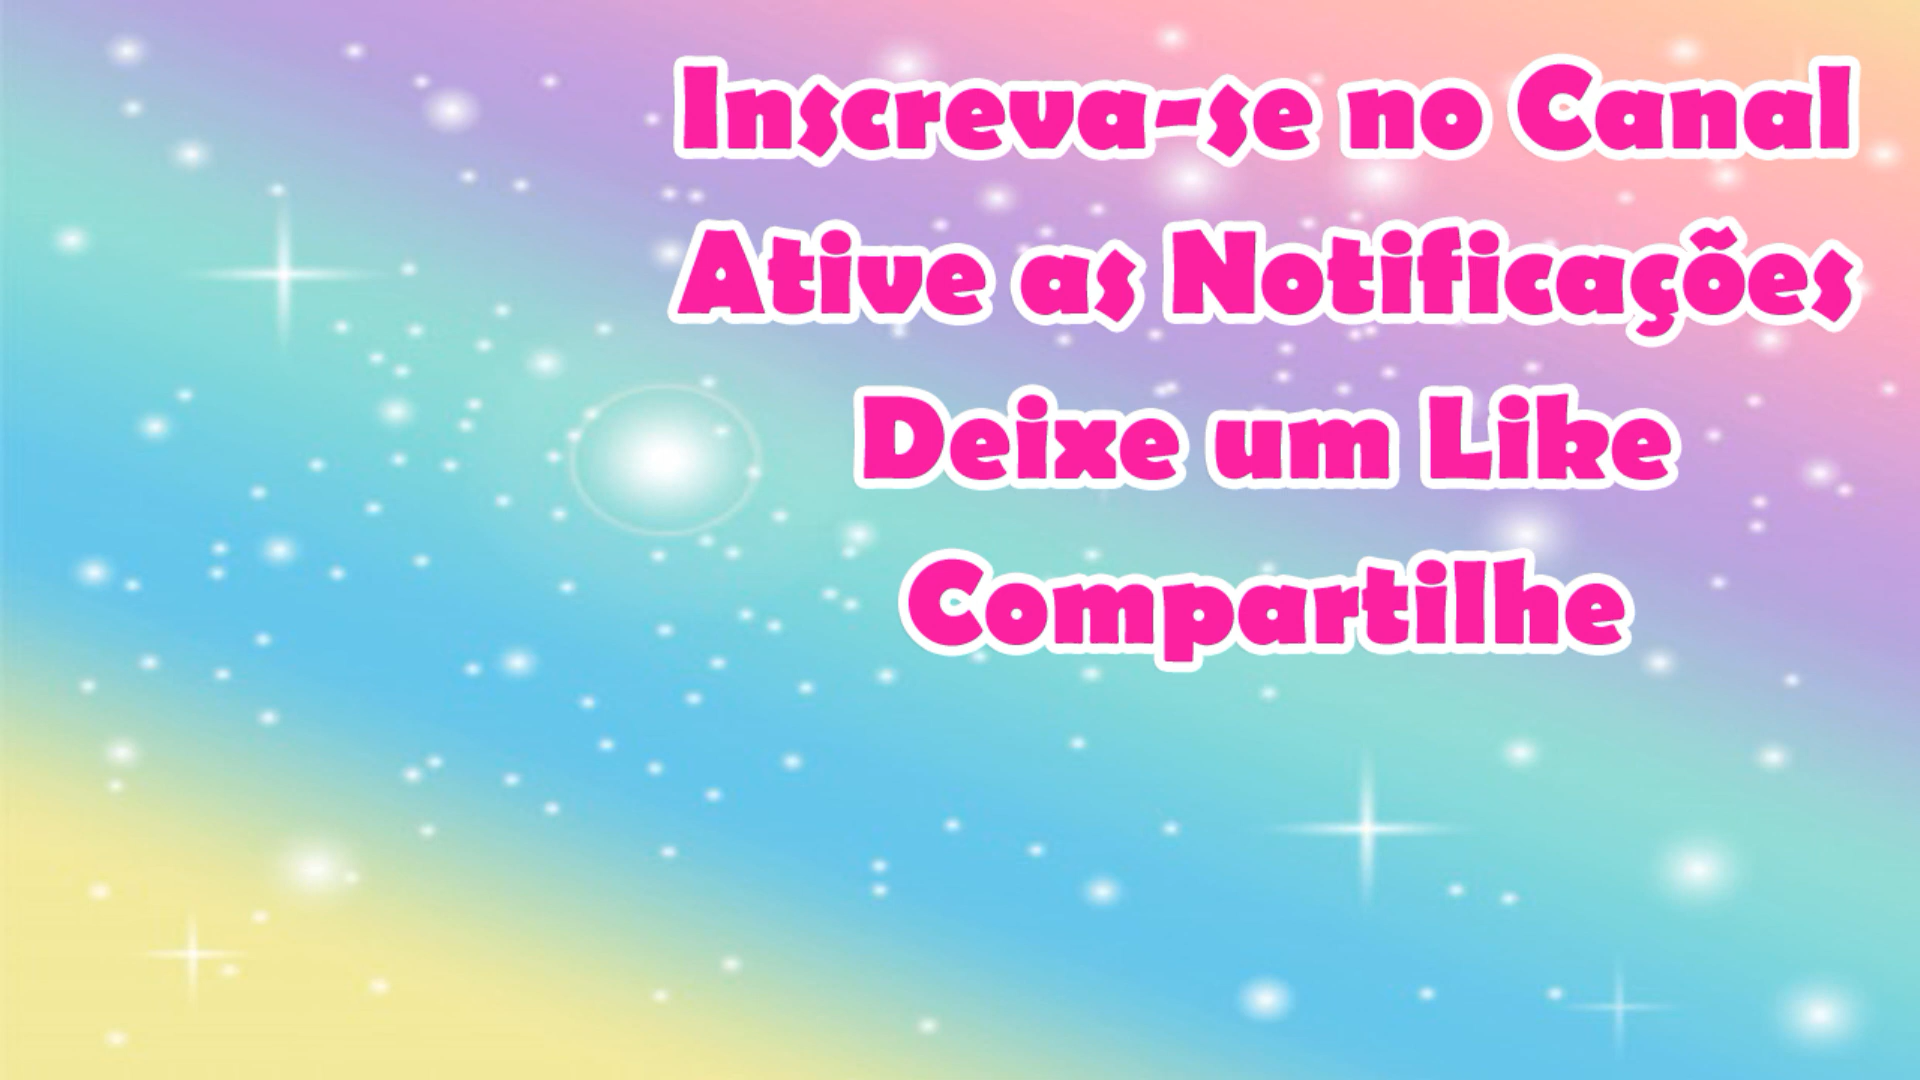 Inscreva-se no Canal
Ative as Notificações
Deixe um Like
Compartilhe